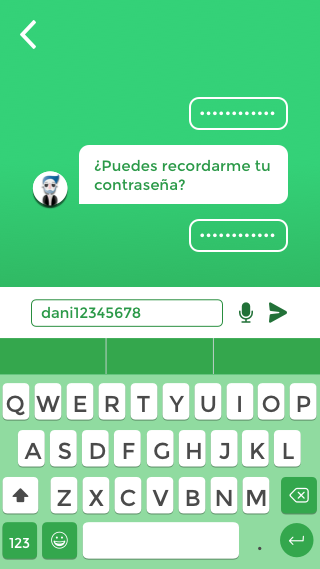 ••••••••••••
¿Puedes recordarme tu
contraseña?
••••••••••••
dani12345678
Q W E R T Y U I O P
A S D F G H J K L
Z X C V B N M
123 .